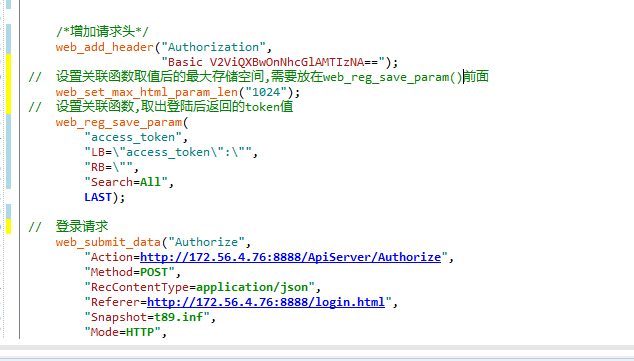 /*增加请求头*/
web_add_header("Authorization",
"Basic V2ViQXBwOnNhcGlAMTIzNA==");
// 设置关联函数取值后的最大存储空间,需要放在web_reg_save_param()前面
web_set_max_html_param_len("1024");
// 设置关联函数,取出登陆后返回的token值
web_reg_save_param(
"access_token",
"LB=\"access_token\":\"",
"RB=\"",
"Search=All",
LAST);
// 登录请求
web_submit_data("Authorize",
"Action=http://172.56.4.76:8888/ApiServer/Authorize",
"Method=POST",
"RecContentType=application/json",
"Referer=http://172.56.4.76:8888/login.html",
"Snapshot=t89.inf",
"Mode=HTTP",